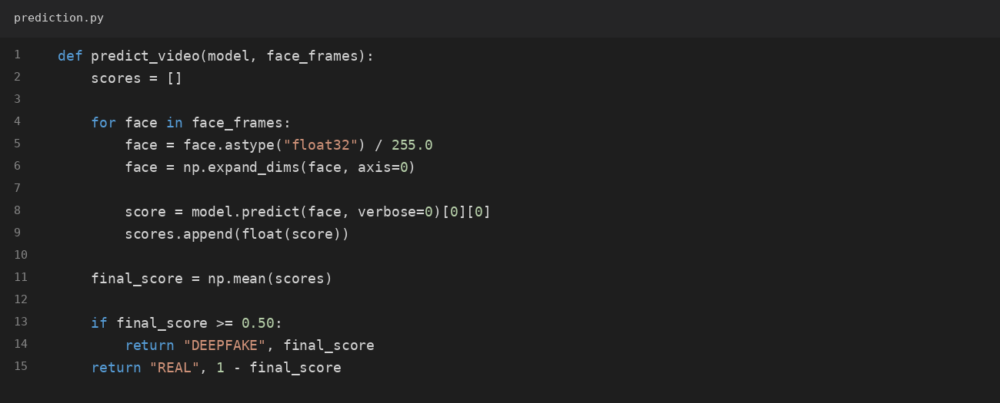 prediction.py
1 def predict_video(model, face_frames):
2     scores = []
3
4     for face in face_frames:
5         face = face.astype("float32") / 255.0
6         face = np.expand_dims(face, axis=0)
7
8         score = model.predict(face, verbose=0)[0][0]
9         scores.append(float(score))
10
11     final_score = np.mean(scores)
12
13     if final_score >= 0.50:
14         return "DEEPFAKE", final_score
15     return "REAL", 1 - final_score